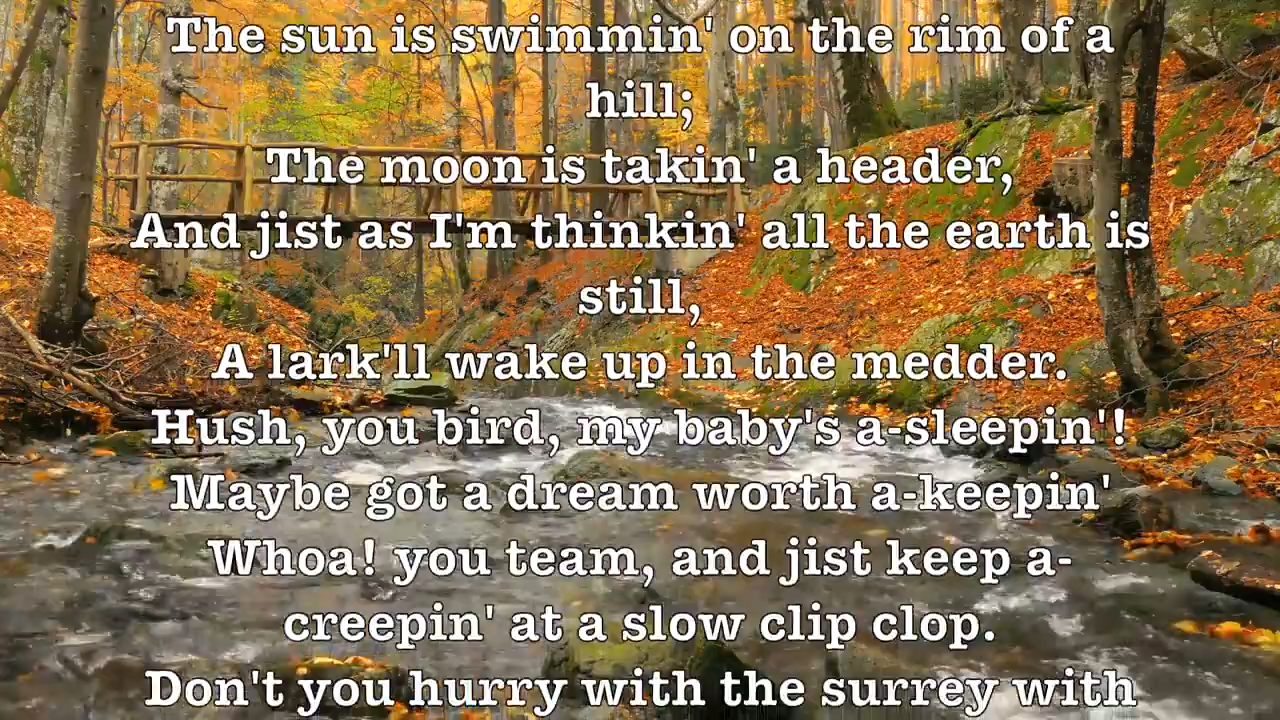 The sun is swimmin' on the rim of a
hill;
The moon is takin' a header,
And jist as I'm thinkin' all the earth is
still,
A lark'll wake up in the medder.
Hush, you bird, my baby's a-sleepin'!
Maybe got a dream worth a-keepin'
Whoa! you team, and jist keep a-
creepin' at a slow clip clop.
Don't you hurry with the surrey with